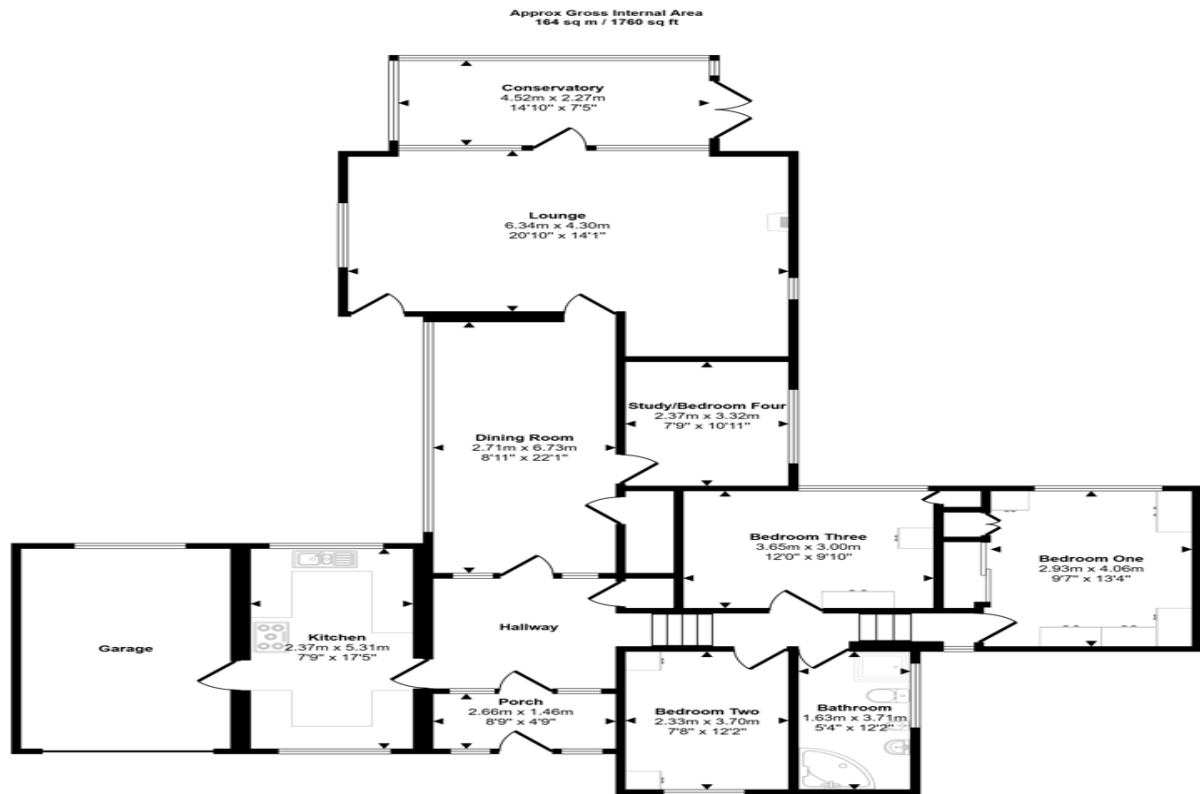 Approx Gross Internal Area
164 sq m / 1760 sq ft
Conservatory
4.52m x 2.27m
14'10" x 7'5"
Lounge
6.34m x 4.30m
20'10" x 14'1"
Study/Bedroom Four
2.37m x 3.32m
7'9" x 10'11"
Dining Room
2.71m x 6.73m
8'11" x 22'1"
Bedroom Three
3.65m x 3.00m
12'0" x 9'10"
Bedroom One
2.93m x 4.06m
9'7" x 13'4"
Hallway
Kitchen
2.37m x 5.31m
7'9" x 17'5"
Garage
Porch
2.66m x 1.46m
8'9" x 4'9"
Bedroom Two
2.33m x 3.70m
7'8" x 12'2"
Bathroom
1.63m x 3.71m
5'4" x 12'2"